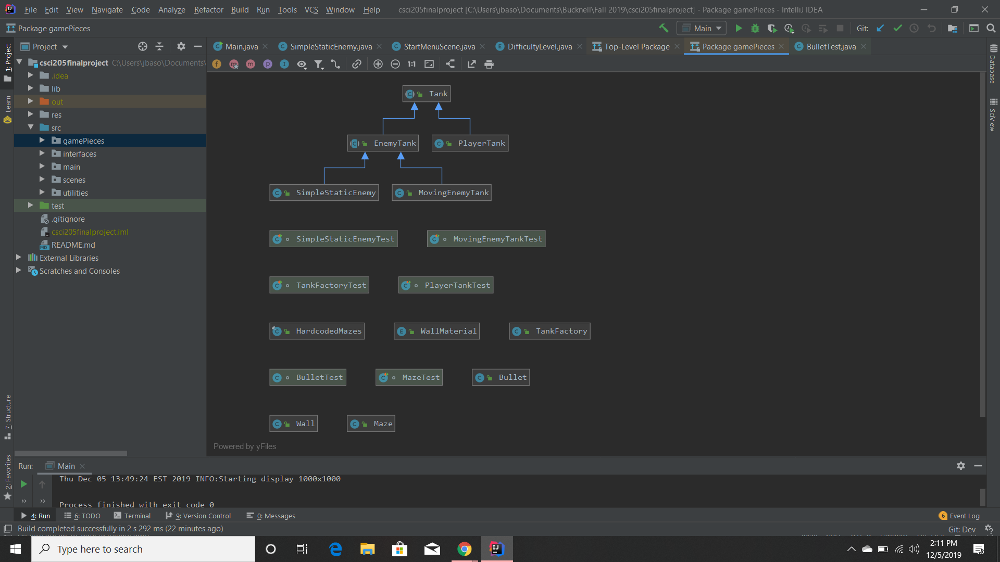 File Edit View Navigate Code Analyze Refactor Build Run Tools VCS Window Help csci205finalproject [C:\Users\jbaso\Documents\Bucknell\Fall 2019\csci205finalproject] - Package gamePieces - IntelliJ IDEA
Package gamePieces
Main
Git:
1: Project
Project
Main.java
SimpleStaticEnemy.java
StartMenuScene.java
DifficultyLevel.java
Top-Level Package
Package gamePieces
BulletTest.java
Database
csci205finalproject C:\Users\jbaso\Documents\
1:1
.idea
lib
Learn
out
res
SciView
src
gamePieces
interfaces
main
scenes
utilities
test
.gitignore
csci205finalproject.iml
README.md
External Libraries
Scratches and Consoles
Tank
EnemyTank PlayerTank
SimpleStaticEnemy MovingEnemyTank
SimpleStaticEnemyTest MovingEnemyTankTest
TankFactoryTest PlayerTankTest
HardcodedMazes WallMaterial TankFactory
BulletTest MazeTest Bullet
Wall Maze
Powered by yFiles
7: Structure
2: Favorites
Run: Main
Thu Dec 05 13:49:24 EST 2019 INFO:Starting display 1000x1000
Process finished with exit code 0
4: Run 6: TODO Terminal 9: Version Control 0: Messages 6 Event Log
Build completed successfully in 2 s 292 ms (22 minutes ago) Git: Dev
Type here to search
2:11 PM
12/5/2019